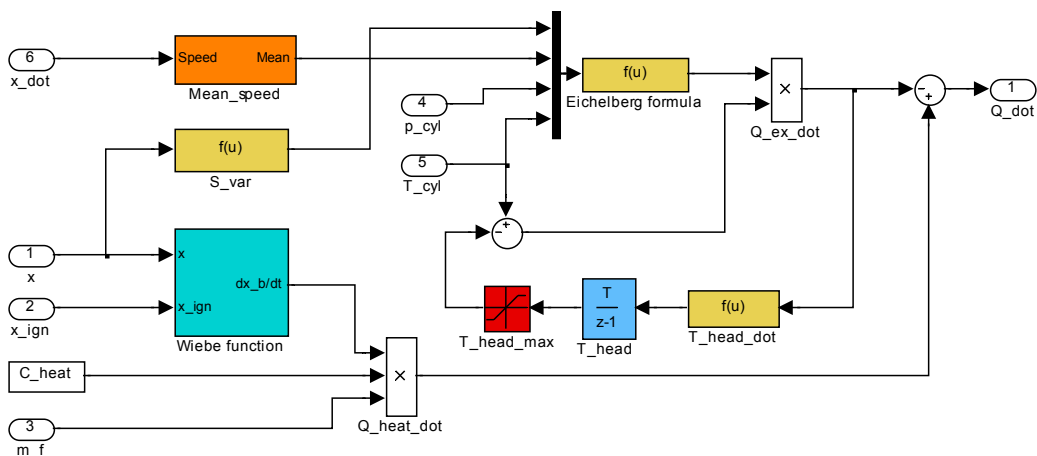 6
x_dot
Speed Mean
Mean_speed
f(u)
S_var
4
p_cyl
5
T_cyl
f(u)
Eichelberg formula
×
Q_ex_dot
-
+
1
Q_dot
+
-
1
x
2
x_ign
x
dx_b/dt
x_ign
Wiebe function
T_head_max
T
z-1
T_head
f(u)
T_head_dot
C_heat
×
Q_heat_dot
3
m_f